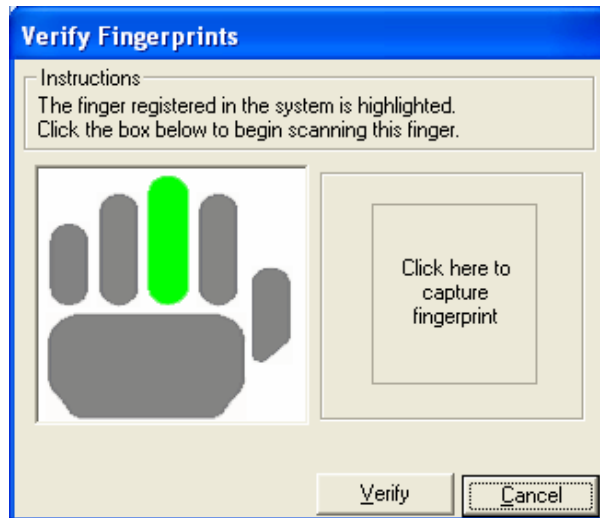 Verify Fingerprints
Instructions
The finger registered in the system is highlighted.
Click the box below to begin scanning this finger.
Click here to
capture
fingerprint
Verify
Cancel